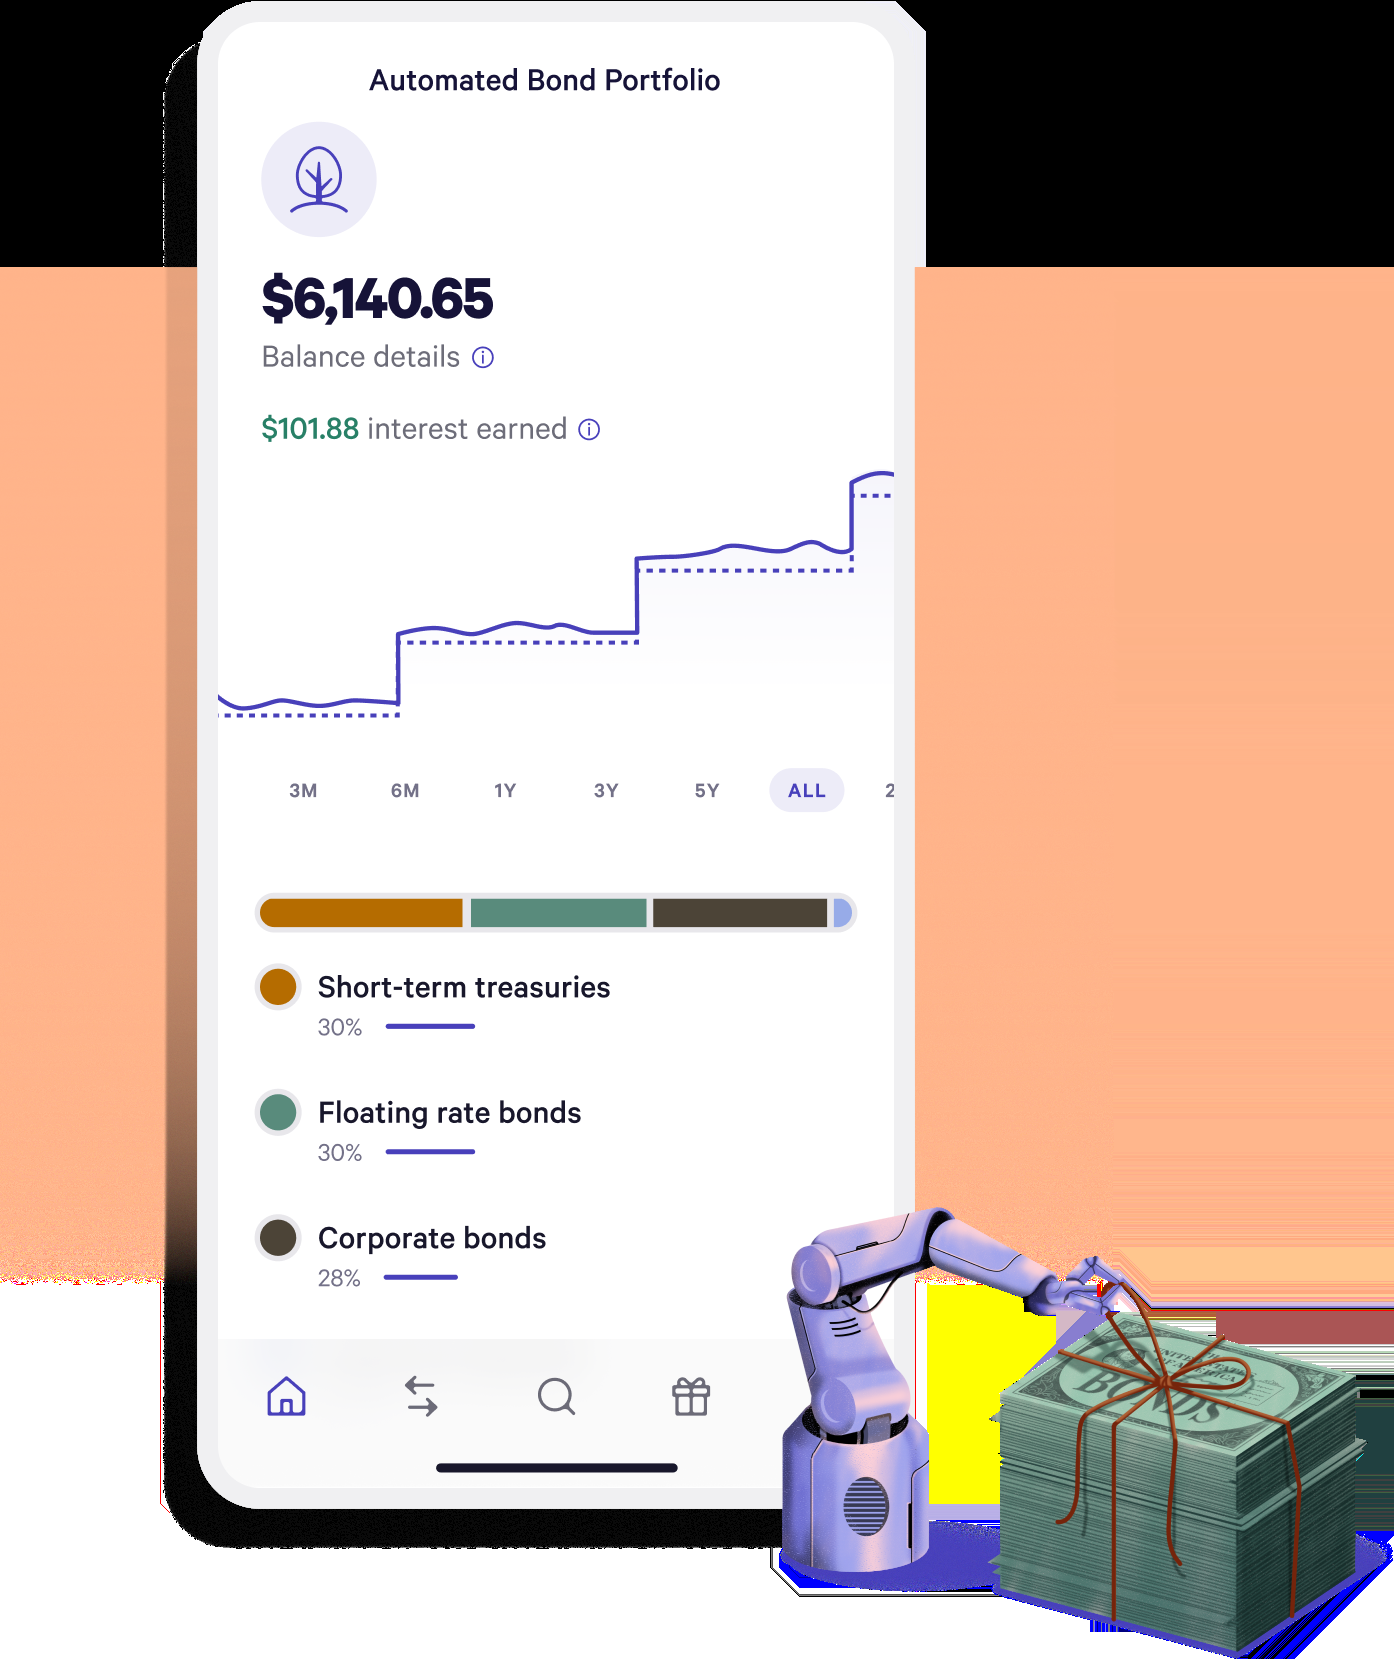 Automated Bond Portfolio
$6,140.65
Balance details
$101.88 interest earned
3M 6M 1Y 3Y 5Y ALL 2
Short-term treasuries
30%
Floating rate bonds
30%
Corporate bonds
28%
BONDS